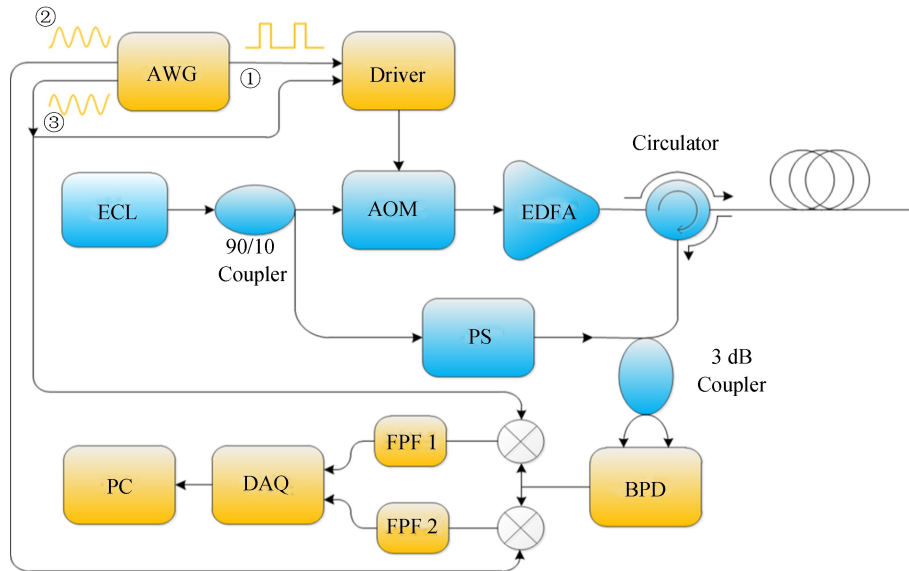 ②
AWG
①
Driver
③
Circulator
ECL
90/10
Coupler
AOM
EDFA
PS
3 dB
Coupler
FPF 1
PC
DAQ
BPD
FPF 2